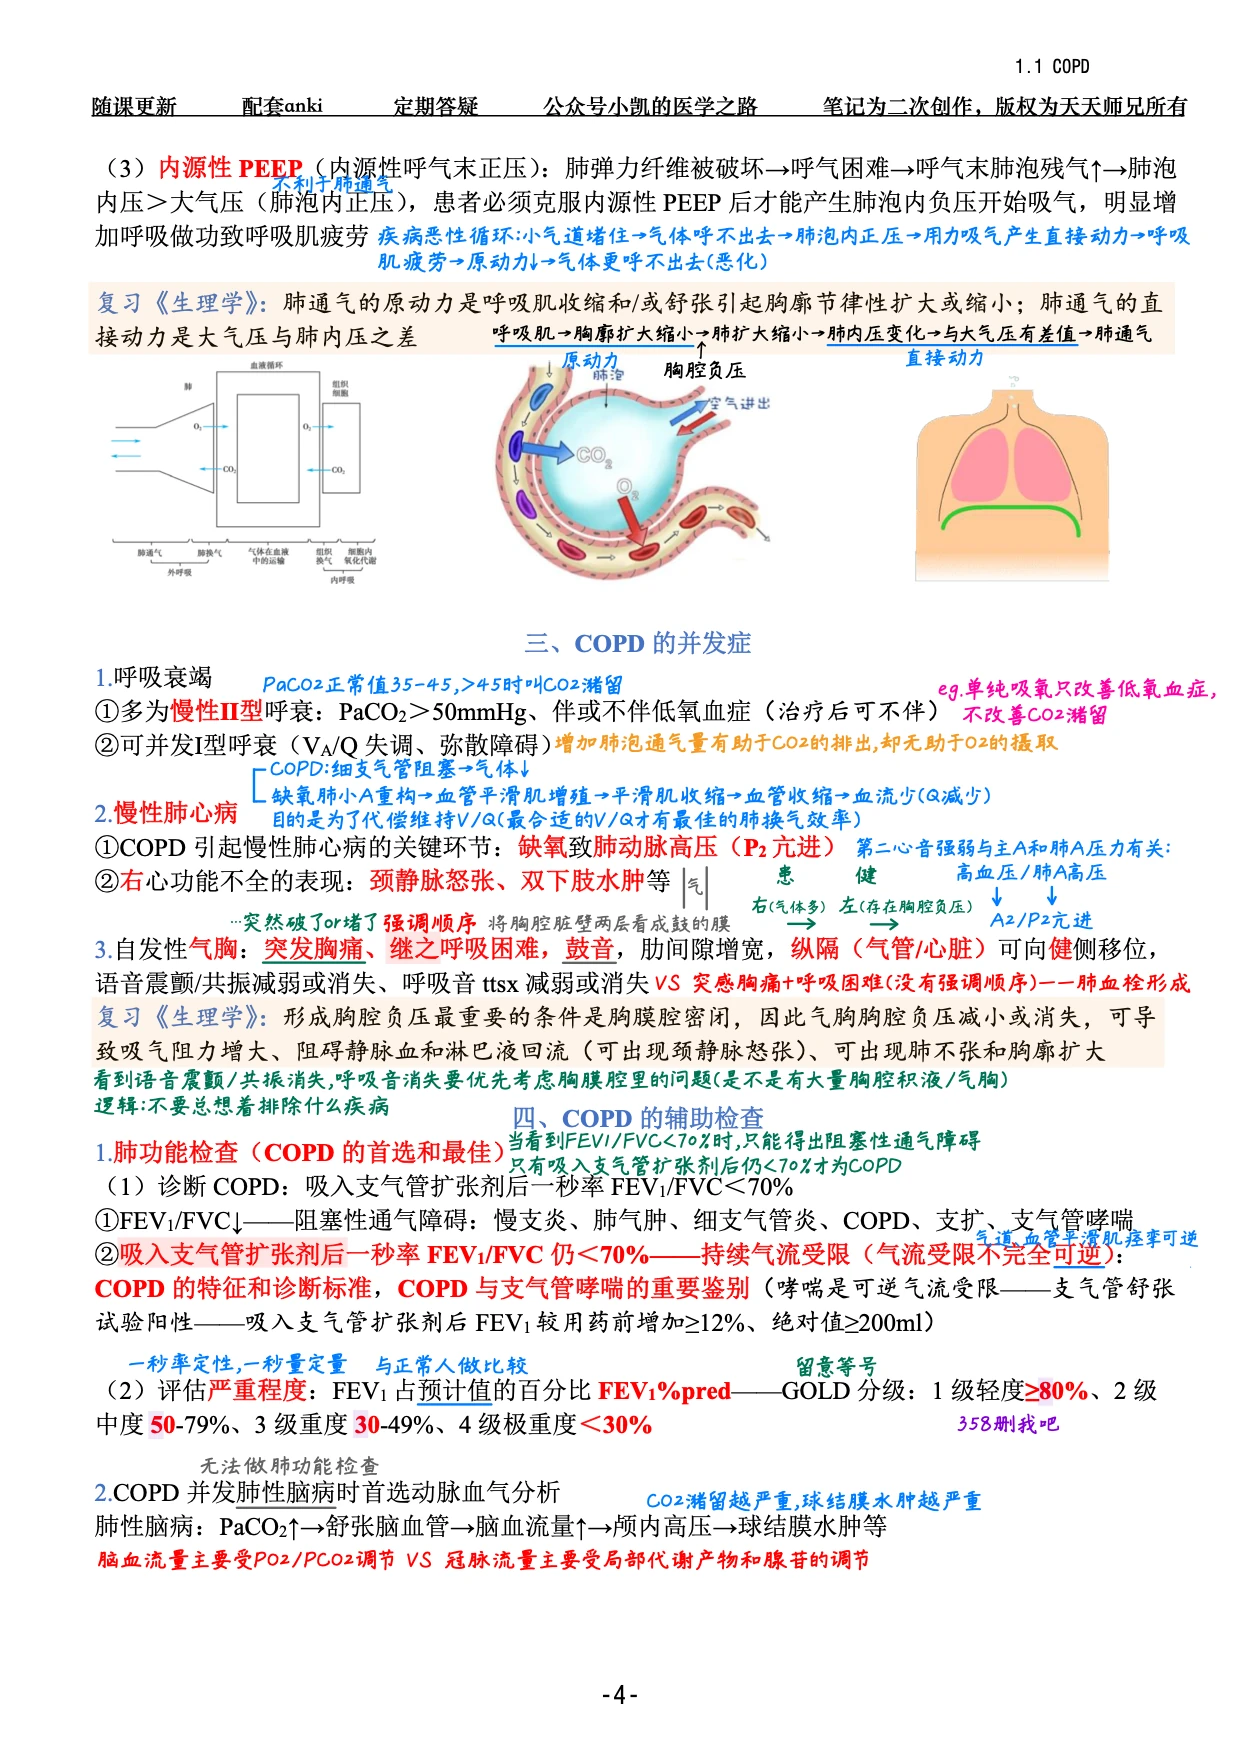 1.1 COPD
随课更新 配套anki 定期答疑 公众号小凯的医学之路 笔记为二次创作，版权为天天师兄所有
（3）内源性 PEEP（内源性呼气末正压）：肺弹力纤维被破坏→呼气困难→呼气末肺泡残气↑→肺泡
不利于肺通气
内压＞大气压（肺泡内正压），患者必须克服内源性 PEEP 后才能产生肺泡内负压开始吸气，明显增
加呼吸做功致呼吸肌疲劳 疾病恶性循环:小气道堵住→气体呼不出去→肺泡内正压→用力吸气产生直接动力→呼吸
肌疲劳→原动力↓→气体更呼不出去(恶化)
复习《生理学》：肺通气的原动力是呼吸肌收缩和/或舒张引起胸廓节律性扩大或缩小；肺通气的直
接动力是大气压与肺内压之差 呼吸肌→胸廓扩大缩小→肺扩大缩小→肺内压变化→与大气压有差值→肺通气
原动力 ↑ 胸腔负压 直接动力
血液循环
肺 组织细胞
O₂ O₂
CO₂ CO₂
肺通气 肺换气 气体在血液中的运输 组织换气 细胞内氧化代谢
外呼吸 内呼吸
肺泡
空气进出
CO₂
O₂
三、COPD 的并发症
1.呼吸衰竭 PaCO2正常值35-45,>45时叫CO2潴留
eg.单纯吸氧只改善低氧血症,
不改善CO2潴留
①多为慢性II型呼衰：PaCO₂＞50mmHg、伴或不伴低氧血症（治疗后可不伴）
②可并发I型呼衰（VA/Q 失调、弥散障碍）增加肺泡通气量有助于CO2的排出,却无助于O2的摄取
COPD:细支气管阻塞→气体↓
缺氧肺小A重构→血管平滑肌增殖→平滑肌收缩→血管收缩→血流少(Q减少)
2.慢性肺心病 目的是为了代偿维持V/Q(最合适的V/Q才有最佳的肺换气效率)
①COPD 引起慢性肺心病的关键环节：缺氧致肺动脉高压（P₂ 亢进） 第二心音强弱与主A和肺A压力有关:
高血压/肺A高压
↓ ↓
A2/P2亢进
②右心功能不全的表现：颈静脉怒张、双下肢水肿等 气 患 健
右(气体多) 左(存在胸腔负压)
→ →
…突然破了or堵了 强调顺序 将胸腔脏壁两层看成鼓的膜
3.自发性气胸：突发胸痛、继之呼吸困难，鼓音，肋间隙增宽，纵隔（气管/心脏）可向健侧移位，
语音震颤/共振减弱或消失、呼吸音 ttsx 减弱或消失 VS 突感胸痛+呼吸困难(没有强调顺序)——肺血栓形成
复习《生理学》：形成胸腔负压最重要的条件是胸膜腔密闭，因此气胸胸腔负压减小或消失，可导
致吸气阻力增大、阻碍静脉血和淋巴液回流（可出现颈静脉怒张）、可出现肺不张和胸廓扩大
看到语音震颤/共振消失,呼吸音消失要优先考虑胸膜腔里的问题(是不是有大量胸腔积液/气胸)
逻辑:不要总想着排除什么疾病
四、COPD 的辅助检查
1.肺功能检查（COPD 的首选和最佳） 当看到FEV1/FVC<70%时,只能得出阻塞性通气障碍
只有吸入支气管扩张剂后仍<70%才为COPD
（1）诊断 COPD：吸入支气管扩张剂后一秒率 FEV₁/FVC＜70%
①FEV₁/FVC↓——阻塞性通气障碍：慢支炎、肺气肿、细支气管炎、COPD、支扩、支气管哮喘
气道、血管平滑肌痉挛可逆
②吸入支气管扩张剂后一秒率 FEV₁/FVC 仍＜70%——持续气流受限（气流受限不完全可逆）：
COPD 的特征和诊断标准，COPD 与支气管哮喘的重要鉴别（哮喘是可逆气流受限——支气管舒张
试验阳性——吸入支气管扩张剂后 FEV₁ 较用药前增加≥12%、绝对值≥200ml）
一秒率定性,一秒量定量 与正常人做比较 留意等号
（2）评估严重程度：FEV₁ 占预计值的百分比 FEV₁%pred——GOLD 分级：1 级轻度≥80%、2 级
中度 50-79%、3 级重度 30-49%、4 级极重度＜30% 358删我吧
无法做肺功能检查
2.COPD 并发肺性脑病时首选动脉血气分析 CO2潴留越严重,球结膜水肿越严重
肺性脑病：PaCO₂↑→舒张脑血管→脑血流量↑→颅内高压→球结膜水肿等
脑血流量主要受PO2/PCO2调节 VS 冠脉流量主要受局部代谢产物和腺苷的调节
-4-